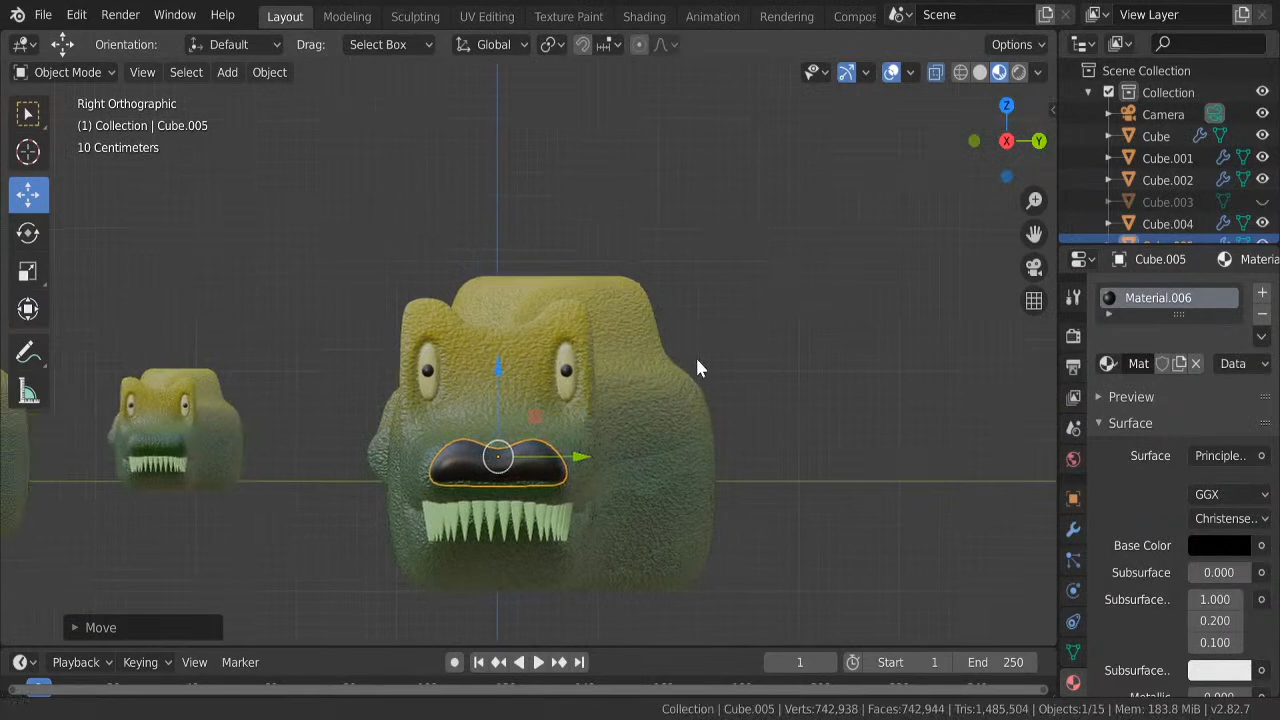 File Edit Render Window Help Layout Modeling Sculpting UV Editing Texture Paint Shading Animation Rendering Compos Scene View Layer
Orientation: Default Drag: Select Box Global Options
Object Mode View Select Add Object
Right Orthographic
(1) Collection | Cube.005
10 Centimeters
Z
X
Y
Scene Collection
Collection
Camera
Cube
Cube.001
Cube.002
Cube.003
Cube.004
Cube.005 Materia
Material.006
Mat Data
Preview
Surface
Surface Principle..
GGX
Christense..
Base Color
Subsurface 0.000
Subsurface.. 1.000
0.200
0.100
Subsurface..
Metallic
Move
Playback Keying View Marker 1 Start 1 End 250
Collection | Cube.005 | Verts:742,938 | Faces:742,944 | Tris:1,485,504 | Objects:1/15 | Mem: 183.8 MiB | v2.82.7